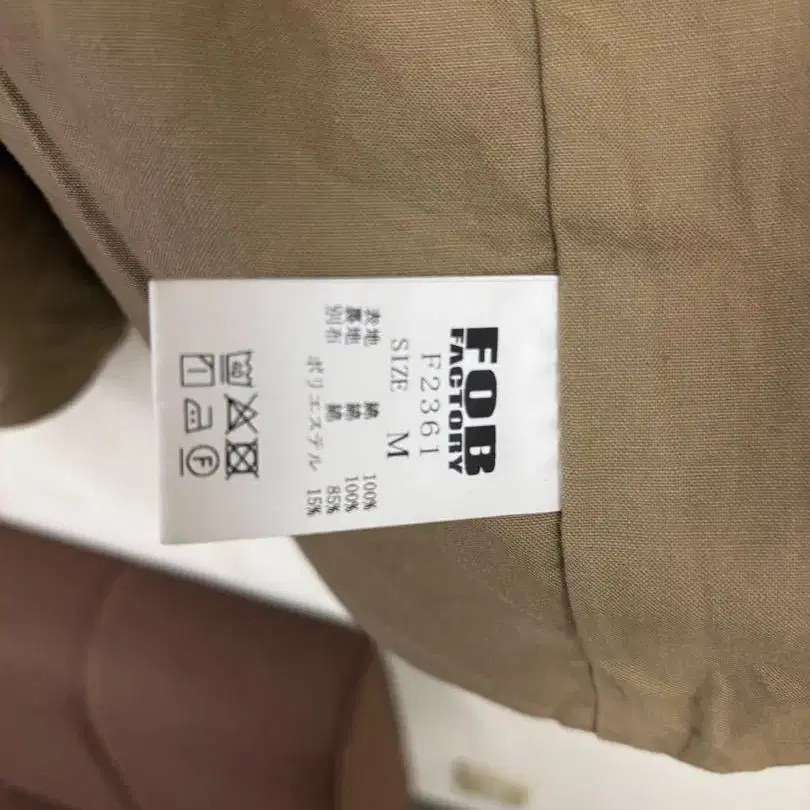 FOB
FACTORY
F2361
SIZE M
表地 綿 100%
裏地 綿 100%
別布 綿 85%
ポリエステル 15%
40
F